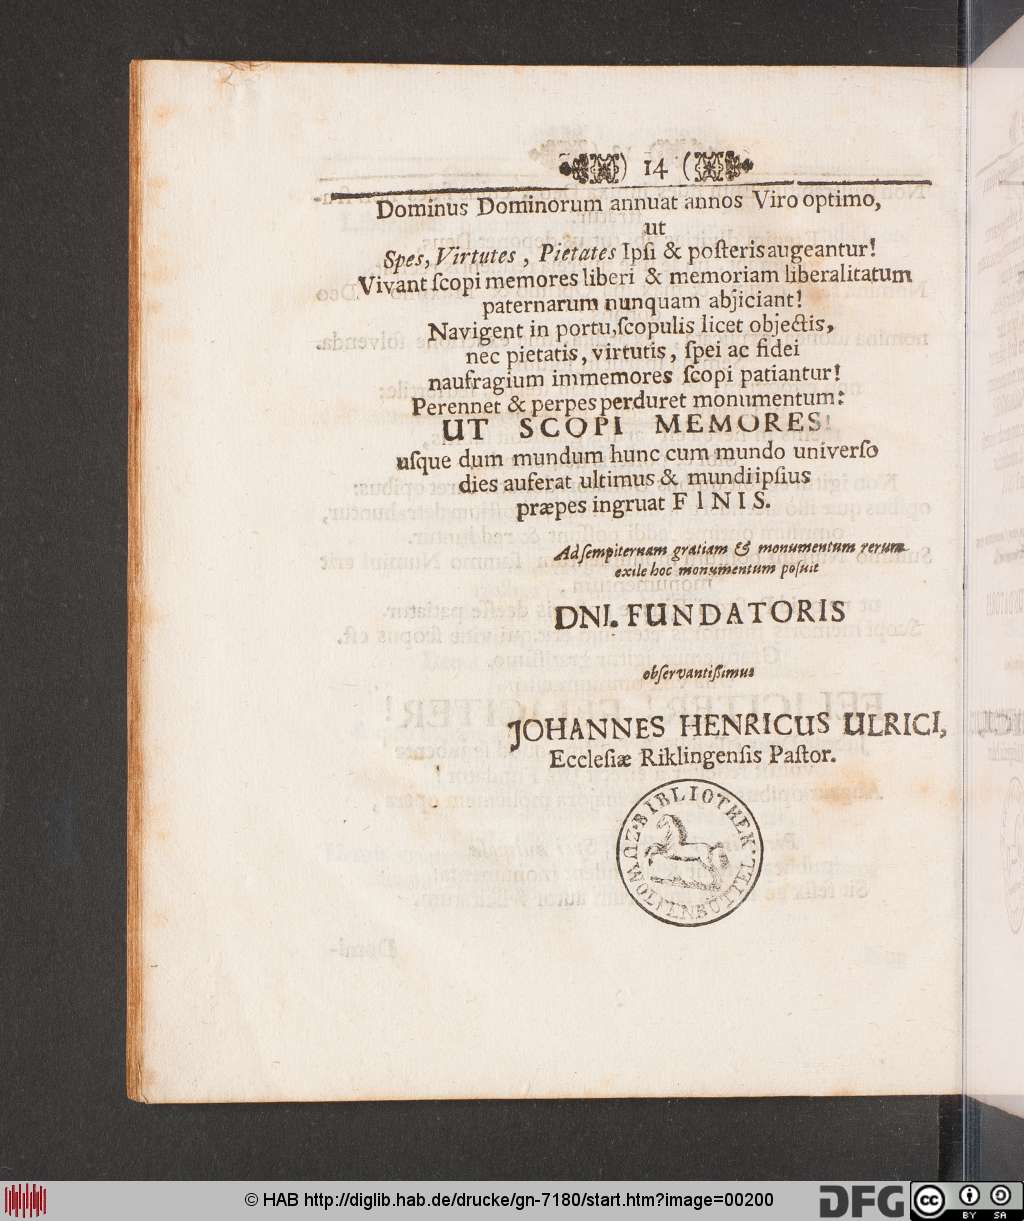 ) 14 (
Dominus Dominorum annuat annos Viro optimo,
ut
Spes, Virtutes, Pietates Ipſi & poſteris augeantur!
Vivant ſcopi memores liberi & memoriam liberalitatum
paternarum nunquam abjiciant!
Navigent in portu, ſcopulis licet objectis,
nec pietatis, virtutis, ſpei ac fidei
naufragium immemores ſcopi patiantur!
Perennet & perpes perduret monumentum:
UT SCOPI MEMORES!
uſque dum mundum hunc cum mundo univerſo
dies auferat ultimus & mundi ipſius
præpes ingruat FINIS.
Ad ſempiternam gratiam & monumentum rerum
exile hoc monumentum poſuit
DNI. FUNDATORIS
obſervantiſſimus
JOHANNES HENRICUS ULRICI,
Eccleſiæ Riklingenſis Paſtor.
BIBLIOTHEK
ZU WOLFENBÜTTEL
© HAB http://diglib.hab.de/drucke/gn-7180/start.htm?image=00200
DFG
cc BY SA